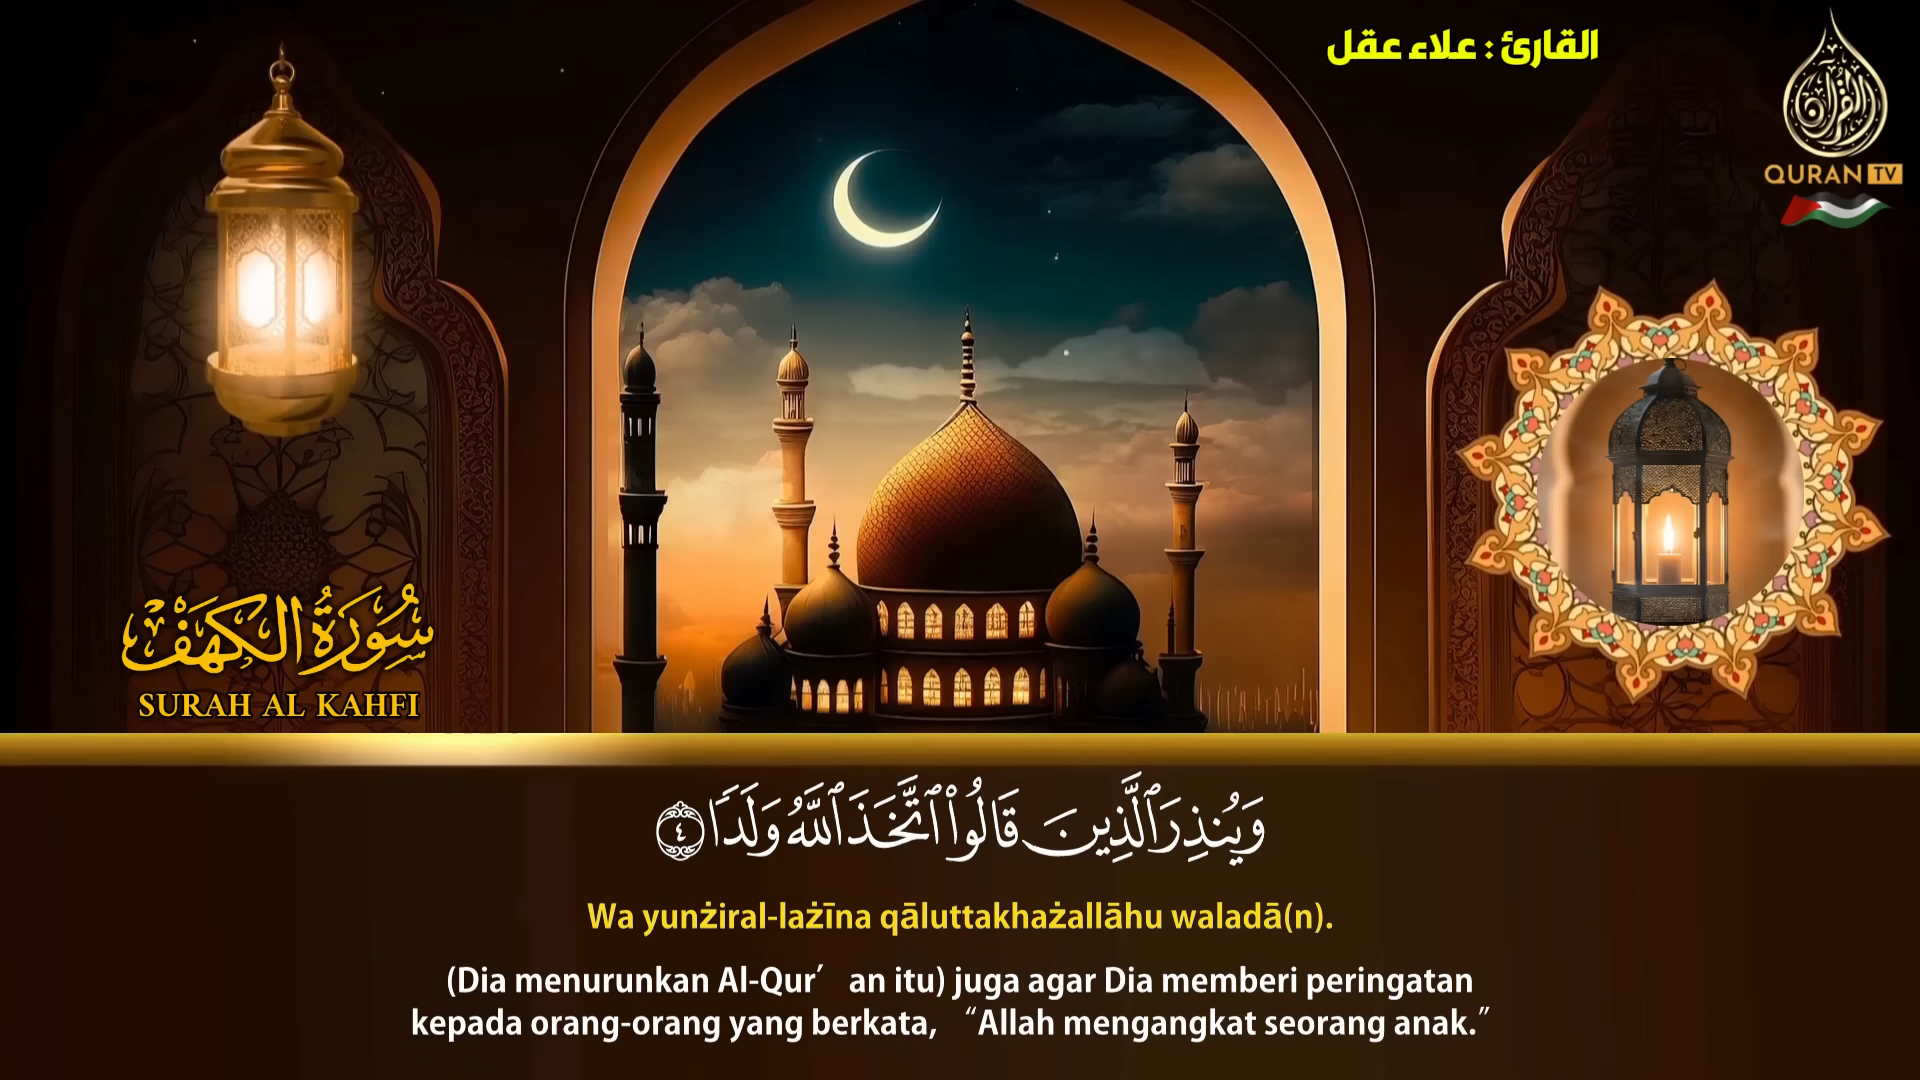 القارئ : علاء عقل
القرآن
QURAN TV
سُورَةُ الكَهَفِ
SURAH AL KAHFI
وَيُنذِرَ ٱلَّذِينَ قَالُواْ ٱتَّخَذَ ٱللَّهُ وَلَدٗا ٤
Wa yunżiral-lażīna qāluttakhażallāhu waladā(n).
(Dia menurunkan Al-Qur’an itu) juga agar Dia memberi peringatan
kepada orang-orang yang berkata, “Allah mengangkat seorang anak.”